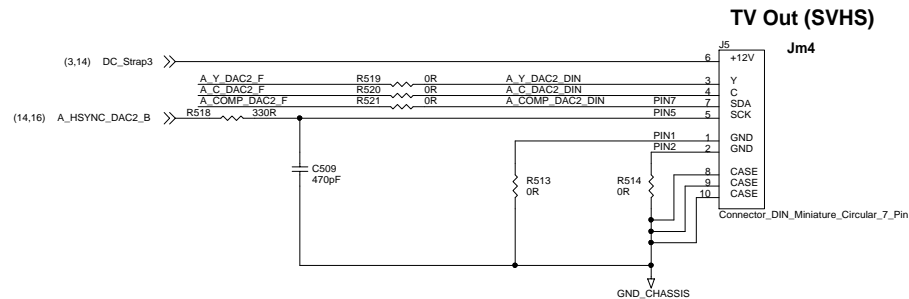 TV Out (SVHS)
J5
Jm4
(3,14) DC_Strap3
6 +12V
A_Y_DAC2_F R519 0R A_Y_DAC2_DIN 3 Y
A_C_DAC2_F R520 0R A_C_DAC2_DIN 4 C
A_COMP_DAC2_F R521 0R A_COMP_DAC2_DIN PIN7 7 SDA
(14,16) A_HSYNC_DAC2_B R518 330R PIN5 5 SCK
PIN1 1 GND
PIN2 2 GND
C509
470pF
R513
0R
R514
0R
8 CASE
9 CASE
10 CASE
Connector_DIN_Miniature_Circular_7_Pin
GND_CHASSIS